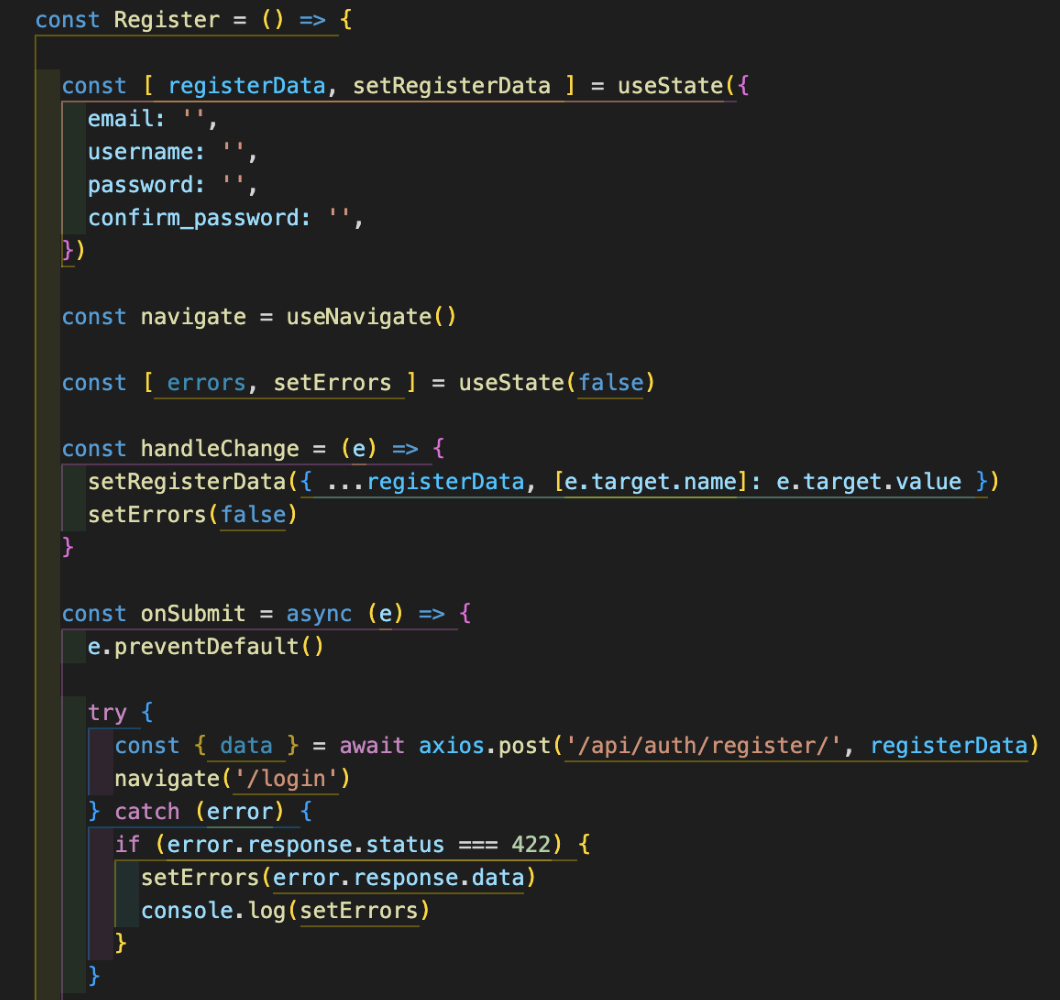 const Register = () => {
const [ registerData, setRegisterData ] = useState({
email: '',
username: '',
password: '',
confirm_password: '',
})
const navigate = useNavigate()
const [ errors, setErrors ] = useState(false)
const handleChange = (e) => {
setRegisterData({ ...registerData, [e.target.name]: e.target.value })
setErrors(false)
}
const onSubmit = async (e) => {
e.preventDefault()
try {
const { data } = await axios.post('/api/auth/register/', registerData)
navigate('/login')
} catch (error) {
if (error.response.status === 422) {
setErrors(error.response.data)
console.log(setErrors)
}
}